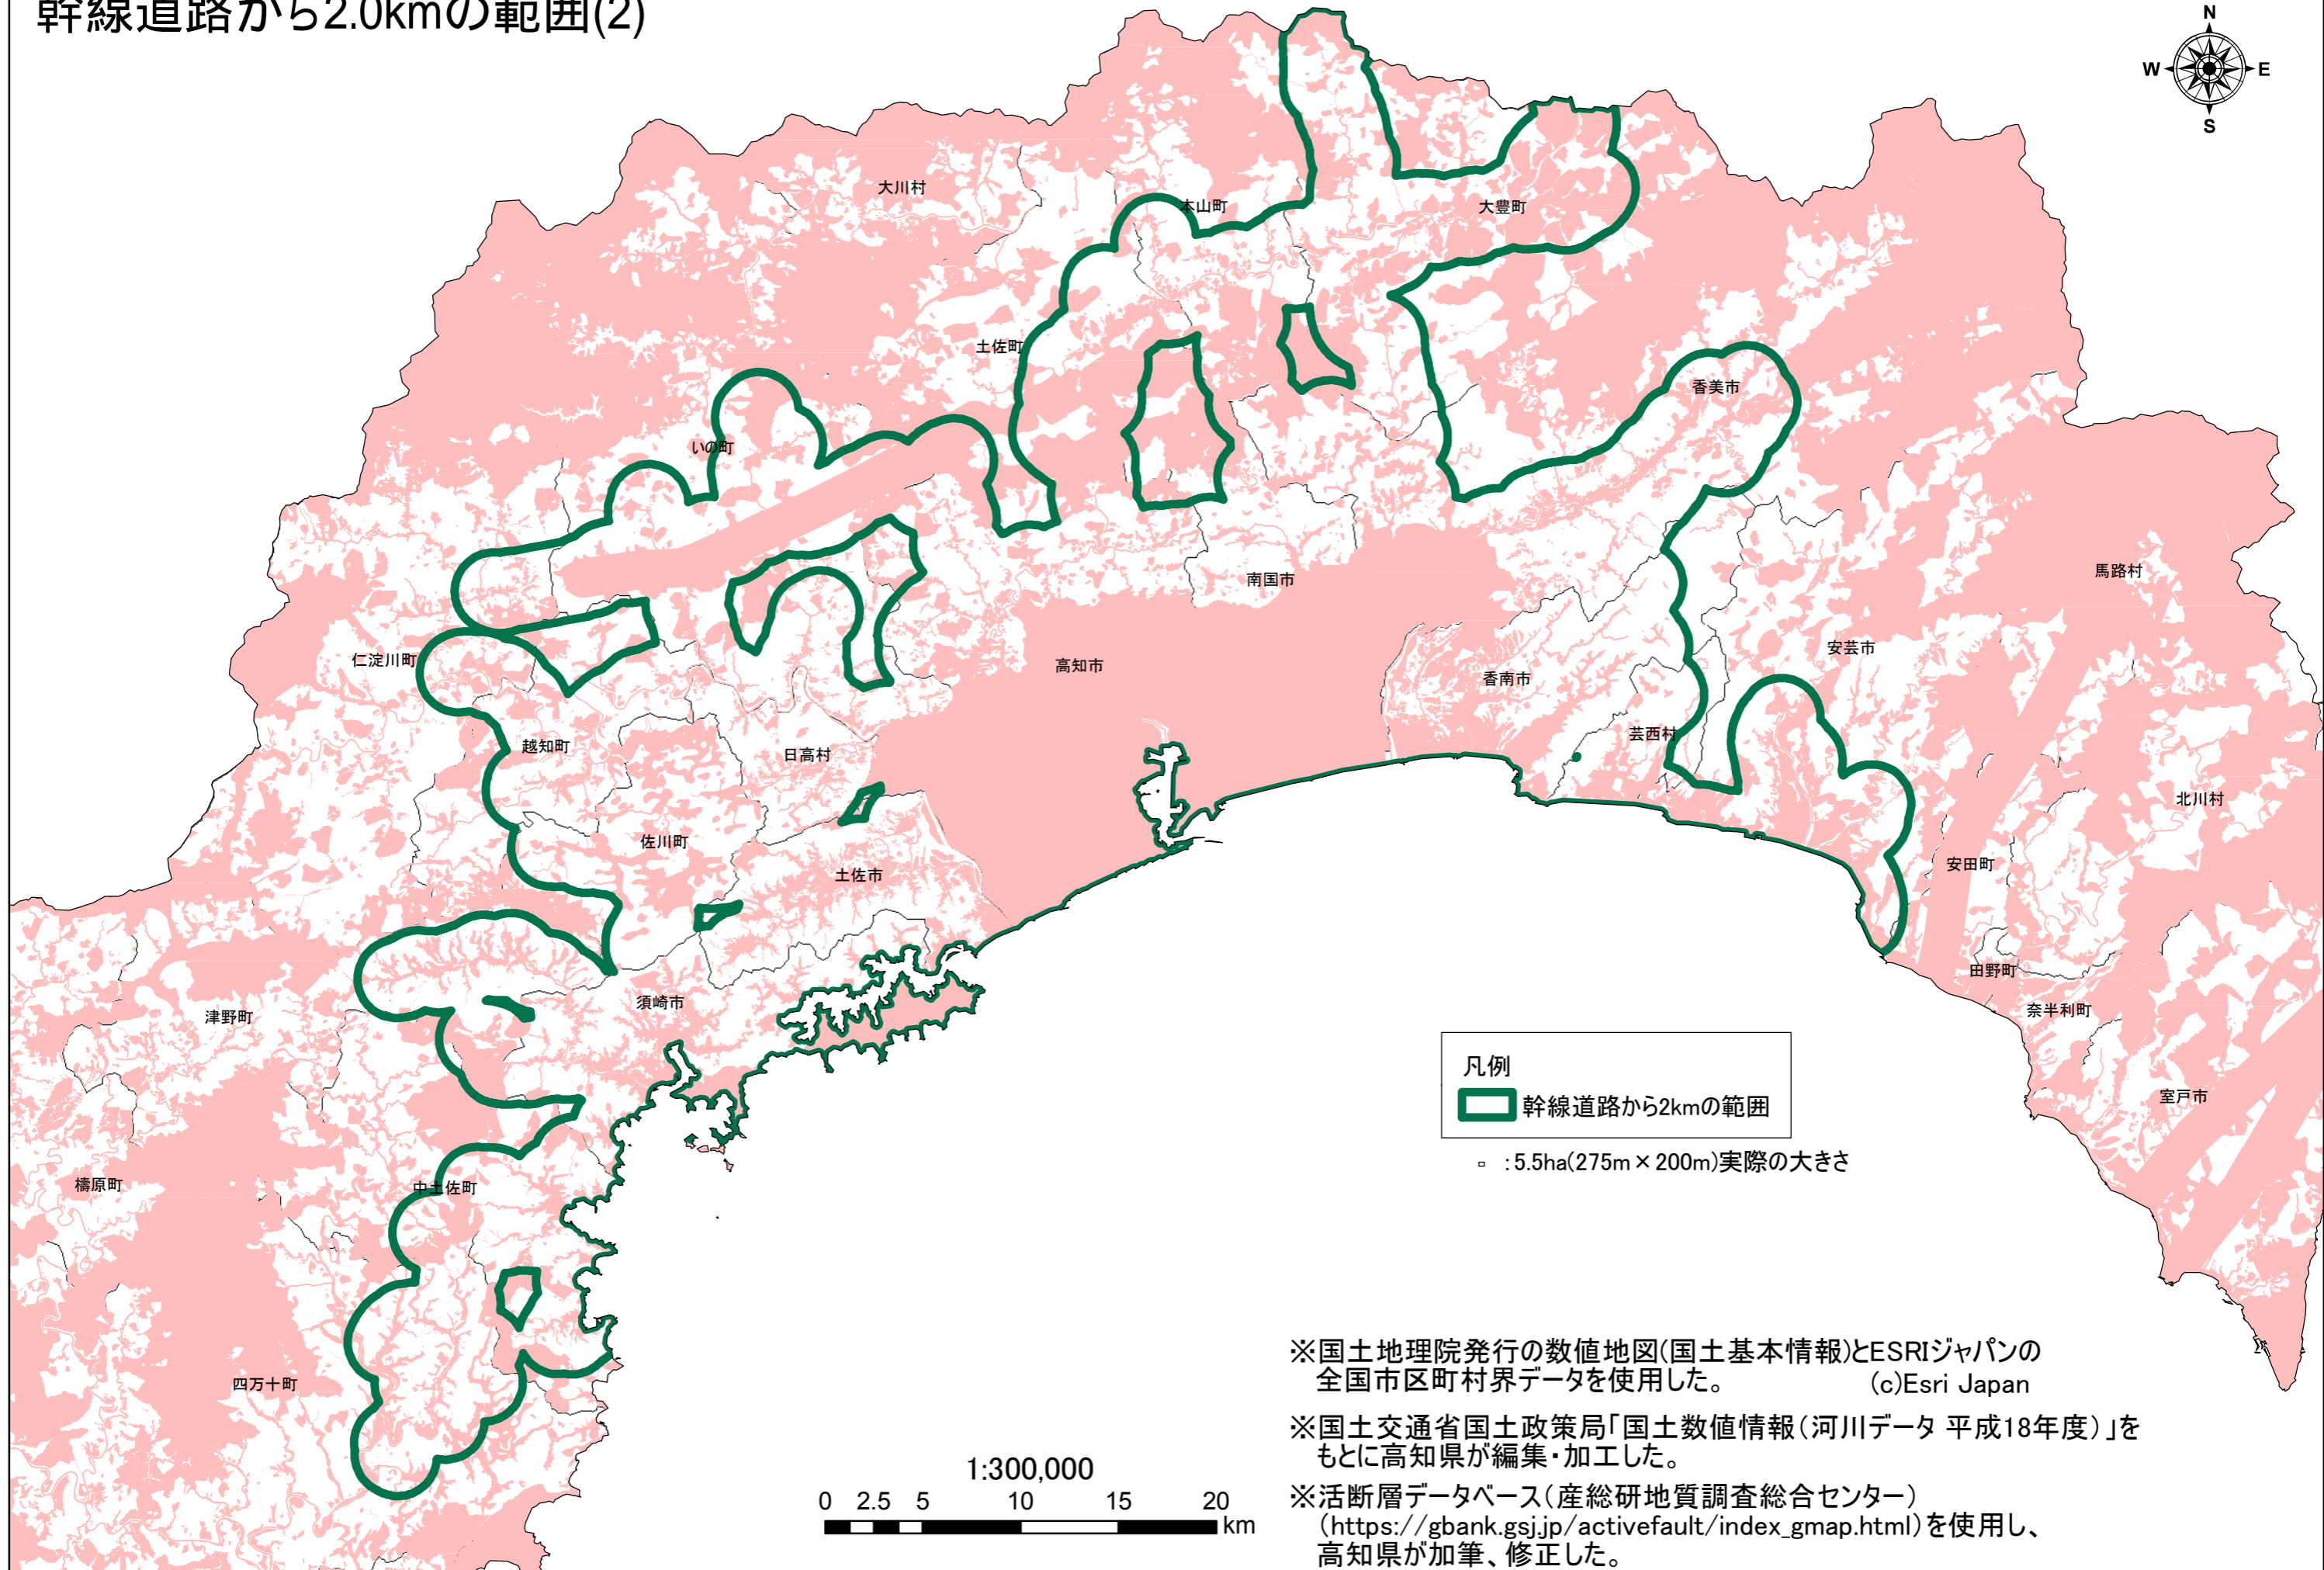 幹線道路から2.0kmの範囲(2)
N
W
E
S
大川村
本山町
大豊町
土佐町
香美市
いの町
馬路村
南国市
仁淀川町
高知市
安芸市
香南市
芸西村
越知町
日高村
北川村
佐川町
安田町
土佐市
田野町
須崎市
津野町
奈半利町
室戸市
梼原町
中土佐町
四万十町
凡例
幹線道路から2kmの範囲
:5.5ha(275m×200m)実際の大きさ
1:300,000
0 2.5 5 10 15 20
km
※国土地理院発行の数値地図(国土基本情報)とESRIジャパンの
全国市区町村界データを使用した。 (c)Esri Japan
※国土交通省国土政策局「国土数値情報(河川データ 平成18年度)」を
もとに高知県が編集・加工した。
※活断層データベース(産総研地質調査総合センター)
(https://gbank.gsj.jp/activefault/index_gmap.html)を使用し、
高知県が加筆、修正した。